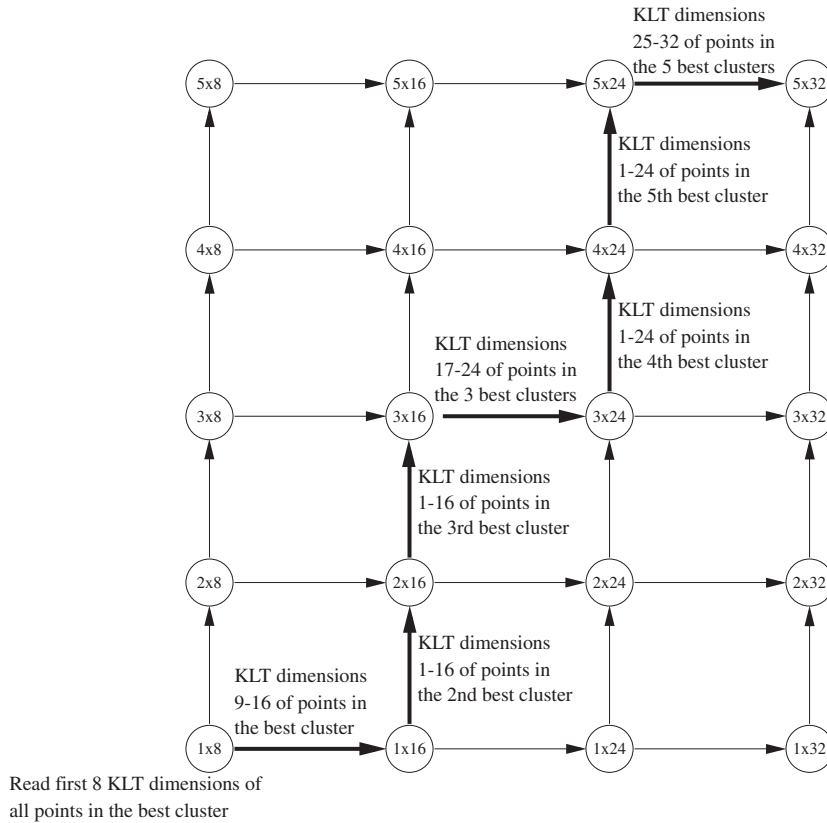 KLT dimensions
25-32 of points in
the 5 best clusters
5x8
5x16
5x24
5x32
KLT dimensions
1-24 of points in
the 5th best cluster
4x8
4x16
4x24
4x32
KLT dimensions
1-24 of points in
the 4th best cluster
KLT dimensions
17-24 of points in
the 3 best clusters
3x8
3x16
3x24
3x32
KLT dimensions
1-16 of points in
the 3rd best cluster
2x8
2x16
2x24
2x32
KLT dimensions
1-16 of points in
the 2nd best cluster
KLT dimensions
9-16 of points in
the best cluster
1x8
1x16
1x24
1x32
Read first 8 KLT dimensions of
all points in the best cluster